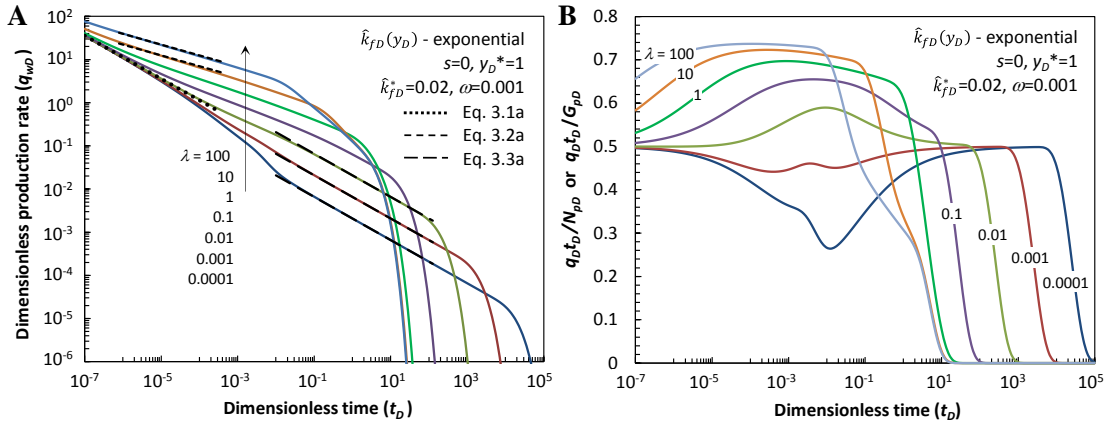 A
Dimensionless production rate (q_wD)
10^2
10^1
10^0
10^-1
10^-2
10^-3
10^-4
10^-5
10^-6
k̂_fD(y_D) - exponential
s=0, y_D*=1
k̂*_fD=0.02, ω=0.001
Eq. 3.1a
Eq. 3.2a
Eq. 3.3a
λ = 100
10
1
0.1
0.01
0.001
0.0001
10^-7 10^-5 10^-3 10^-1 10^1 10^3 10^5
Dimensionless time (t_D)
B
q_D t_D/N_pD or q_D t_D/G_pD
0.8
0.7
0.6
0.5
0.4
0.3
0.2
0.1
0
k̂_fD(y_D) - exponential
s=0, y_D*=1
k̂*_fD=0.02, ω=0.001
λ = 100
10
1
0.1
0.01
0.001
0.0001
10^-7 10^-5 10^-3 10^-1 10^1 10^3 10^5
Dimensionless time (t_D)